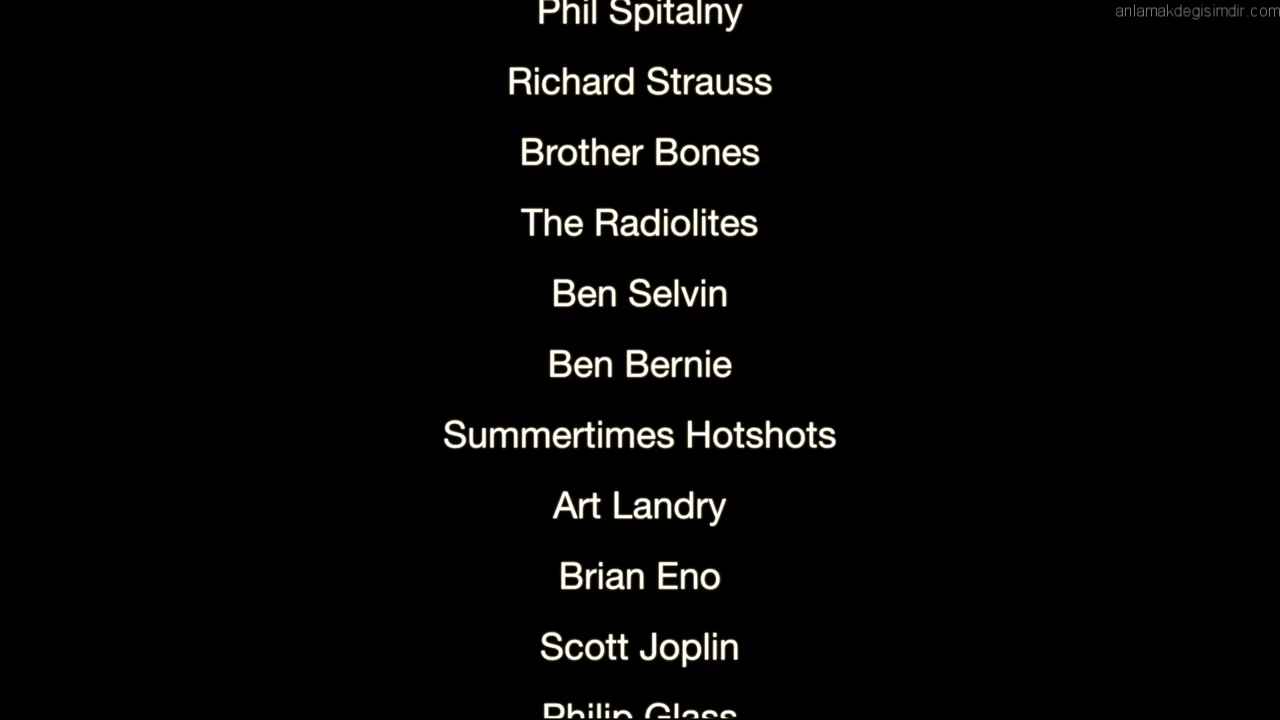 anlamakdegisimdir.com
Phil Spitalny
Richard Strauss
Brother Bones
The Radiolites
Ben Selvin
Ben Bernie
Summertimes Hotshots
Art Landry
Brian Eno
Scott Joplin
Philip Glass